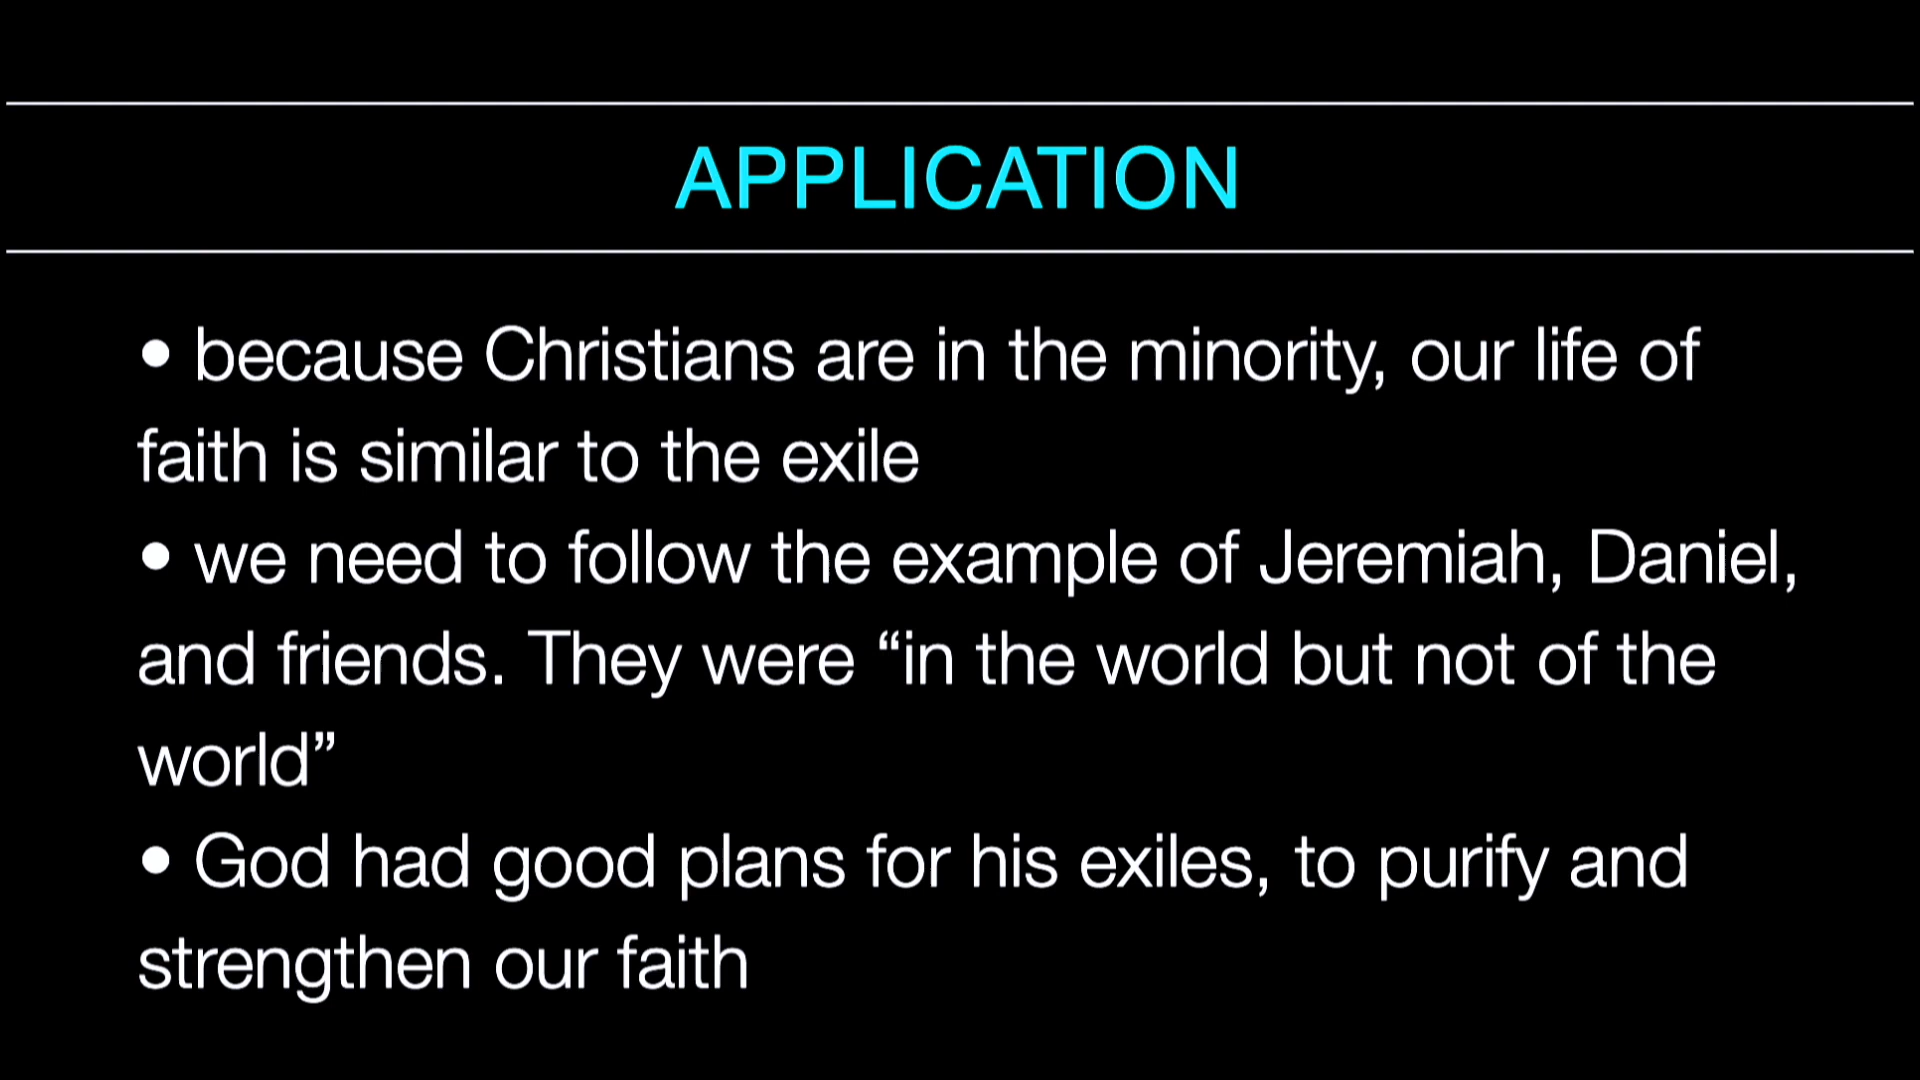 APPLICATION
• because Christians are in the minority, our life of
faith is similar to the exile
• we need to follow the example of Jeremiah, Daniel,
and friends. They were “in the world but not of the
world”
• God had good plans for his exiles, to purify and
strengthen our faith